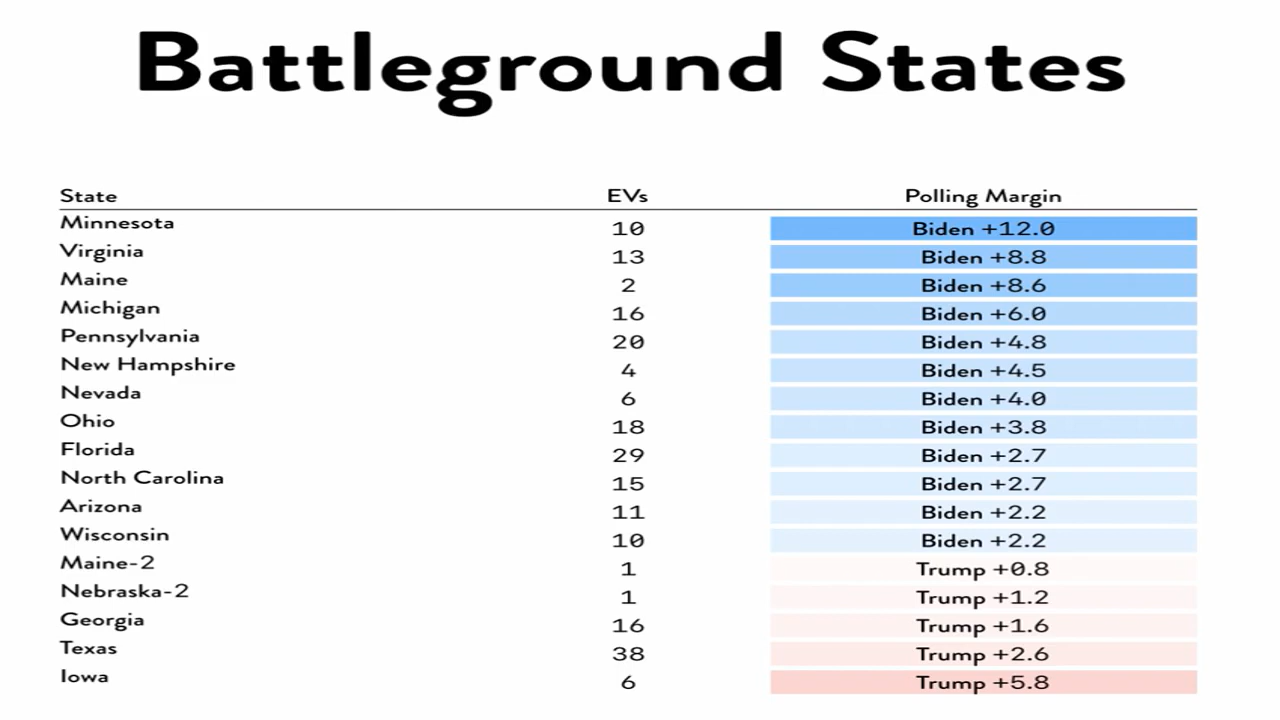 Battleground States
State EVs Polling Margin
Minnesota 10 Biden +12.0
Virginia 13 Biden +8.8
Maine 2 Biden +8.6
Michigan 16 Biden +6.0
Pennsylvania 20 Biden +4.8
New Hampshire 4 Biden +4.5
Nevada 6 Biden +4.0
Ohio 18 Biden +3.8
Florida 29 Biden +2.7
North Carolina 15 Biden +2.7
Arizona 11 Biden +2.2
Wisconsin 10 Biden +2.2
Maine-2 1 Trump +0.8
Nebraska-2 1 Trump +1.2
Georgia 16 Trump +1.6
Texas 38 Trump +2.6
Iowa 6 Trump +5.8